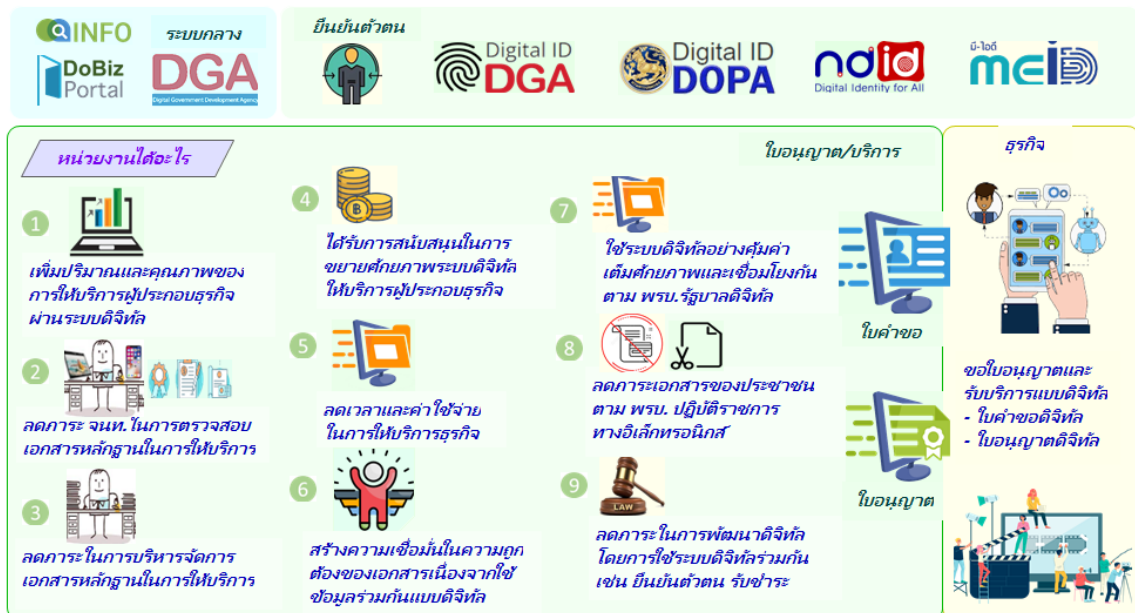 INFO
DoBiz
Portal
ระบบกลาง
DGA
Digital Government Development Agency
ยืนยันตัวตน
Digital ID
DGA
Digital ID
DOPA
ndid
Digital Identity for All
มี-ไอดี
meiD
หน่วยงานได้อะไร
ใบอนุญาต/บริการ
ธุรกิจ
1
เพิ่มปริมาณและคุณภาพของ
การให้บริการผู้ประกอบธุรกิจ
ผ่านระบบดิจิทัล
2
ลดภาระ จนท.ในการตรวจสอบ
เอกสารหลักฐานในการให้บริการ
3
ลดภาระในการบริหารจัดการ
เอกสารหลักฐานในการให้บริการ
4
ได้รับการสนับสนุนในการ
ขยายศักยภาพระบบดิจิทัล
ให้บริการผู้ประกอบธุรกิจ
5
ลดเวลาและค่าใช้จ่าย
ในการให้บริการธุรกิจ
6
สร้างความเชื่อมั่นในความถูก
ต้องของเอกสารเนื่องจากใช้
ข้อมูลร่วมกันแบบดิจิทัล
7
ใช้ระบบดิจิทัลอย่างคุ้มค่า
เต็มศักยภาพและเชื่อมโยงกัน
ตาม พรบ.รัฐบาลดิจิทัล
8
ลดภาระเอกสารของประชาชน
ตาม พรบ. ปฏิบัติราชการ
ทางอิเล็กทรอนิกส์
9
LAW
ลดภาระในการพัฒนาดิจิทัล
โดยการใช้ระบบดิจิทัลร่วมกัน
เช่น ยืนยันตัวตน รับชำระ
ใบคำขอ
ใบอนุญาต
ขอใบอนุญาตและ
รับบริการแบบดิจิทัล
- ใบคำขอดิจิทัล
- ใบอนุญาตดิจิทัล